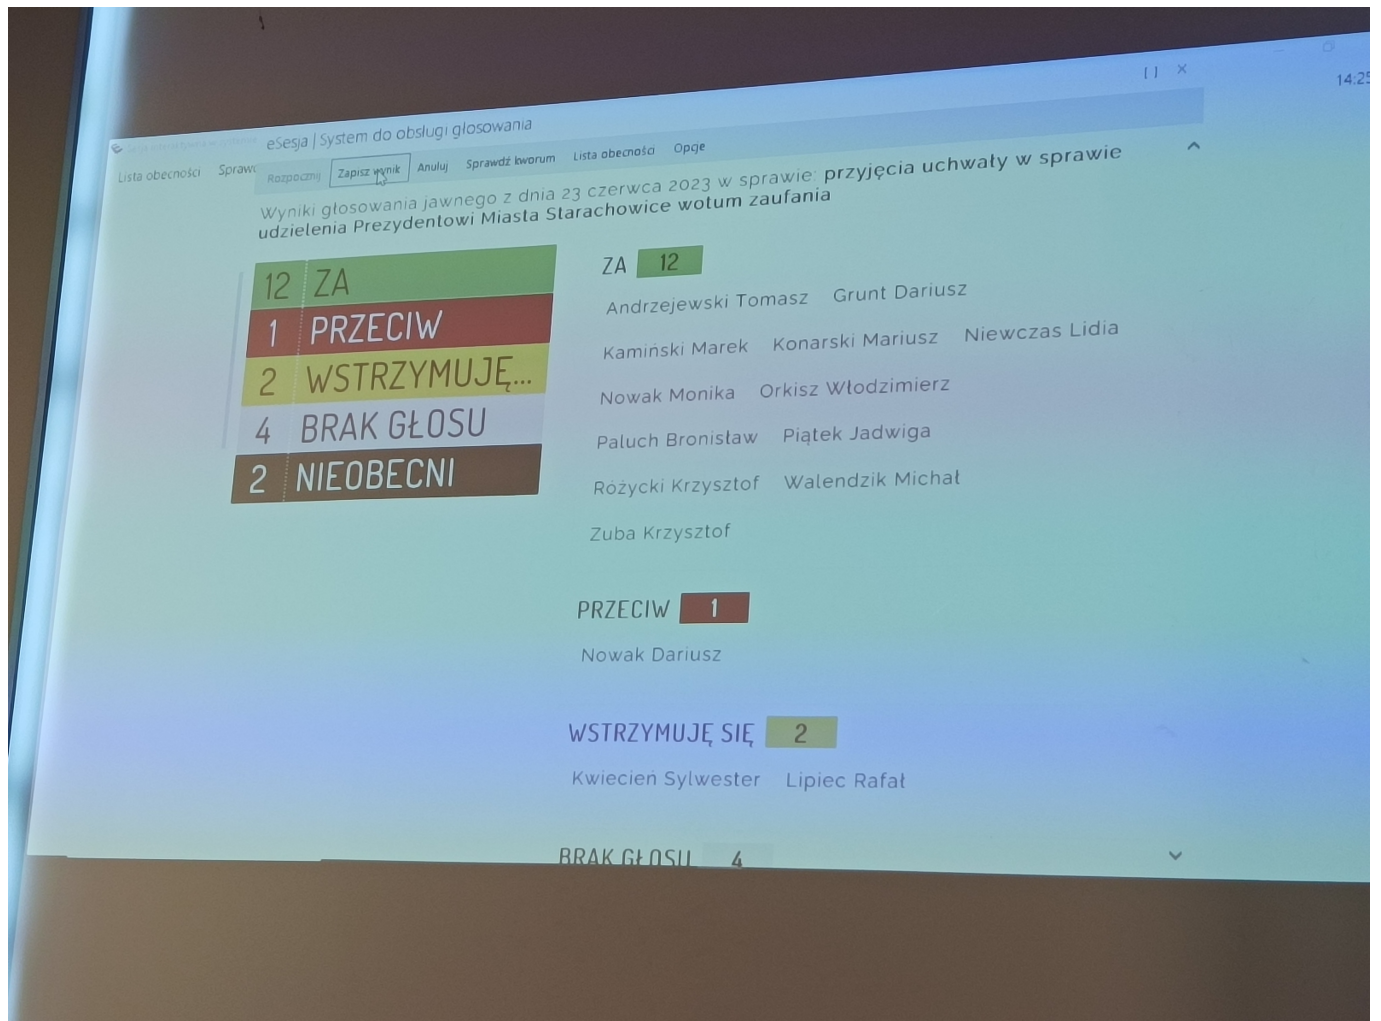 [ ] ×
14:25
eSesja | System do obsługi głosowania
Lista obecności
Rozpocznij Zapisz wynik Anuluj Sprawdź kworum Lista obecności Opcje
Wyniki głosowania jawnego z dnia 23 czerwca 2023 w sprawie: przyjęcia uchwały w sprawie
udzielenia Prezydentowi Miasta Starachowice wotum zaufania
12 ZA
1 PRZECIW
2 WSTRZYMUJĘ...
4 BRAK GŁOSU
2 NIEOBECNI
ZA 12
Andrzejewski Tomasz Grunt Dariusz
Kamiński Marek Konarski Mariusz Niewczas Lidia
Nowak Monika Orkisz Włodzimierz
Paluch Bronisław Piątek Jadwiga
Różycki Krzysztof Walendzik Michał
Zuba Krzysztof
PRZECIW 1
Nowak Dariusz
WSTRZYMUJĘ SIĘ 2
Kwiecień Sylwester Lipiec Rafał
BRAK GŁOSU 4